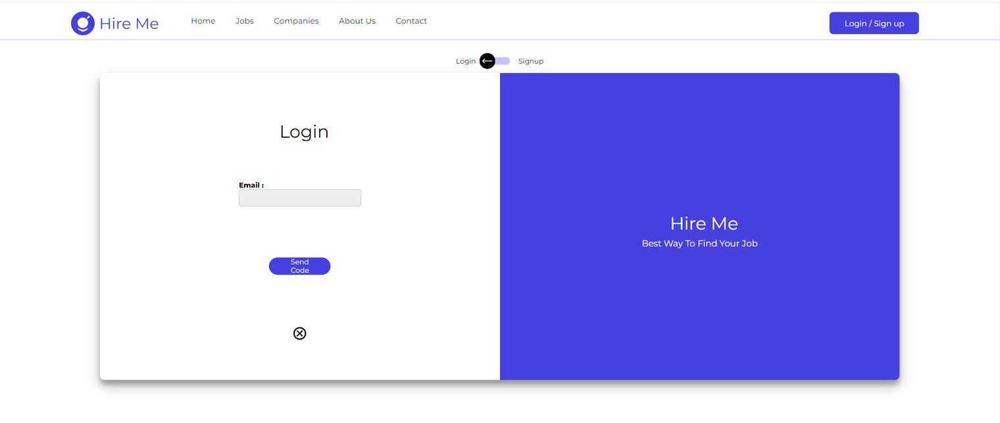 Hire Me
Home
Jobs
Companies
About Us
Contact
Login / Sign up
Login
Signup
Login
Email :
Send
Code
Hire Me
Best Way To Find Your Job